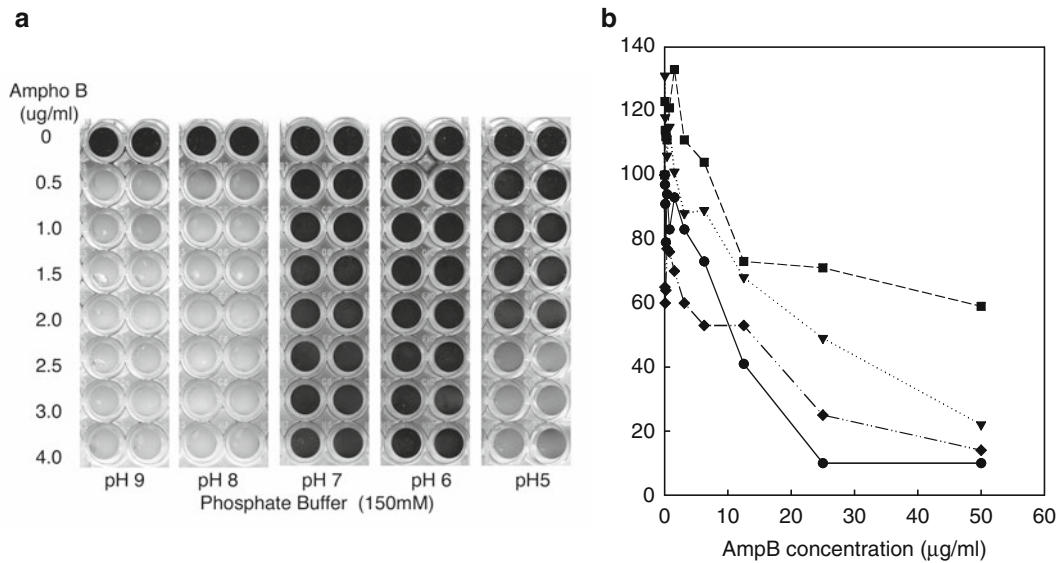 a
Ampho B
(ug/ml)
0
0.5
1.0
1.5
2.0
2.5
3.0
4.0
pH 9 pH 8 pH 7 pH 6 pH5
Phosphate Buffer (150mM)
b
140
120
100
80
60
40
20
0
0 10 20 30 40 50 60
AmpB concentration (μg/ml)